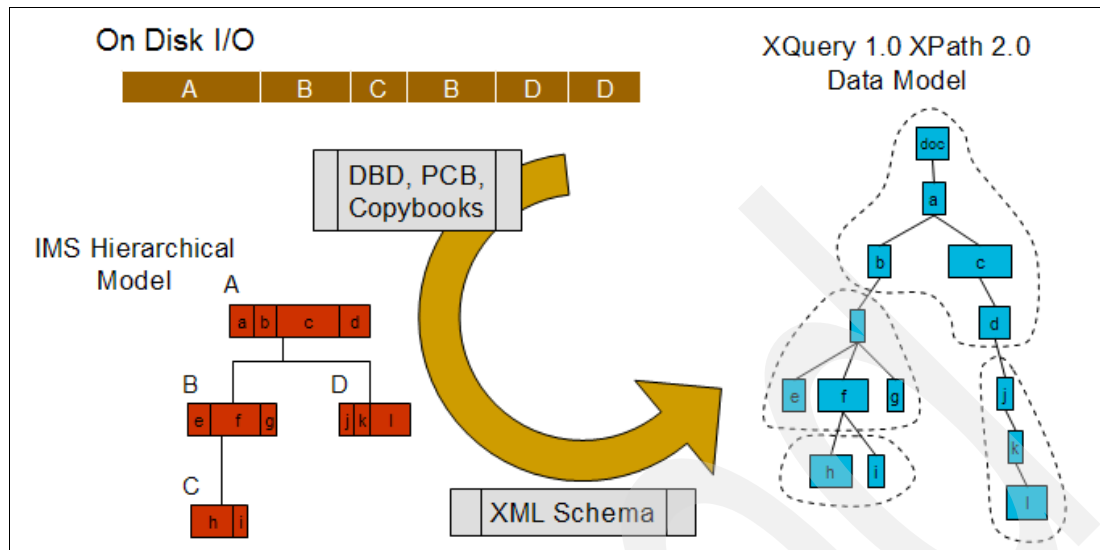 On Disk I/O
A B C B D D
DBD, PCB,
Copybooks
IMS Hierarchical
Model
A
a b c d
B
e f g
D
j k l
C
h i
XML Schema
XQuery 1.0 XPath 2.0
Data Model
doc
a
b c
d
e f g
j
k
h i
l